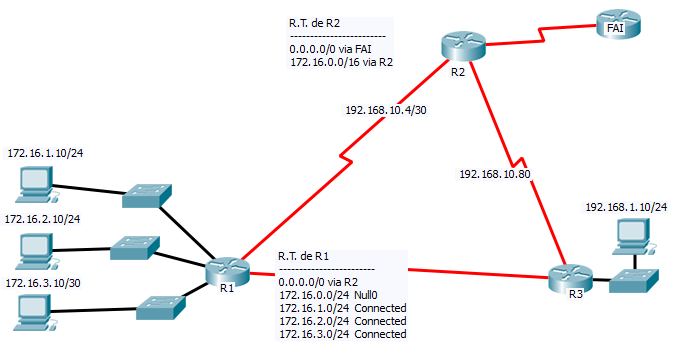 R.T. de R2
-------------------------
0.0.0.0/0 via FAI
172.16.0.0/16 via R2
FAI
R2
192.168.10.4/30
172.16.1.10/24
192.168.10.80
192.168.1.10/24
172.16.2.10/24
R.T. de R1
-------------------------
0.0.0.0/0 via R2
172.16.0.0/24 Null0
172.16.1.0/24 Connected
172.16.2.0/24 Connected
172.16.3.0/24 Connected
172.16.3.10/30
R1
R3